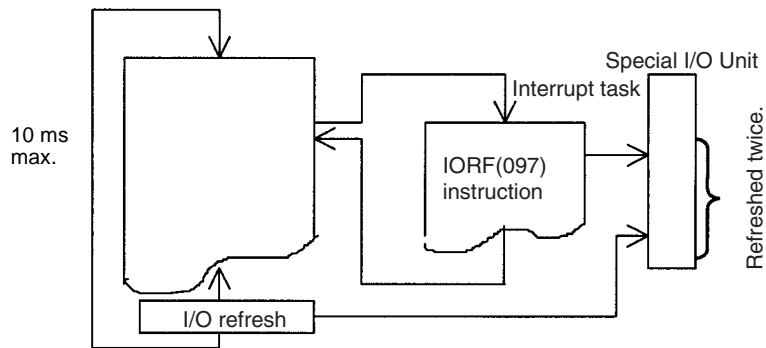 Special I/O Unit
Interrupt task
10 ms
max.
IORF(097)
instruction
Refreshed twice.
I/O refresh